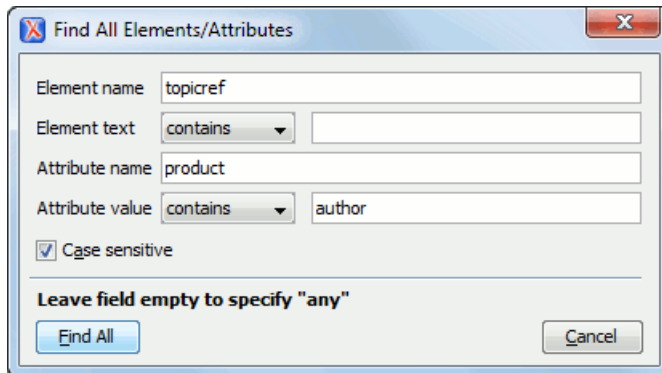 Find All Elements/Attributes
Element name topicref
Element text contains
Attribute name product
Attribute value contains author
Case sensitive
Leave field empty to specify "any"
Find All Cancel